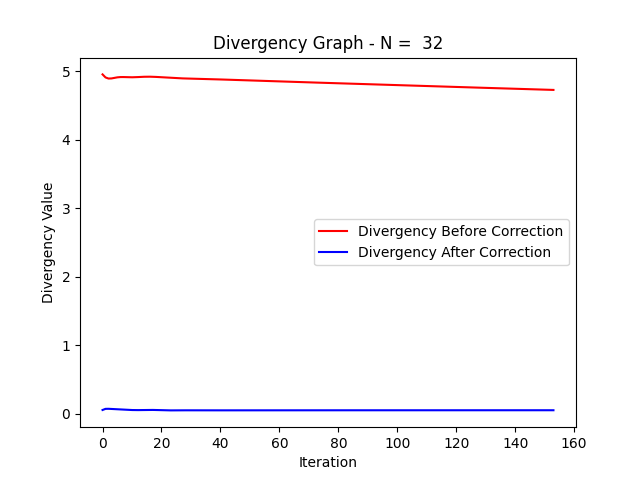 Divergency Graph - N =  32
5
4
3
2
1
0
Divergency Value
Divergency Before Correction
Divergency After Correction
0 20 40 60 80 100 120 140 160
Iteration